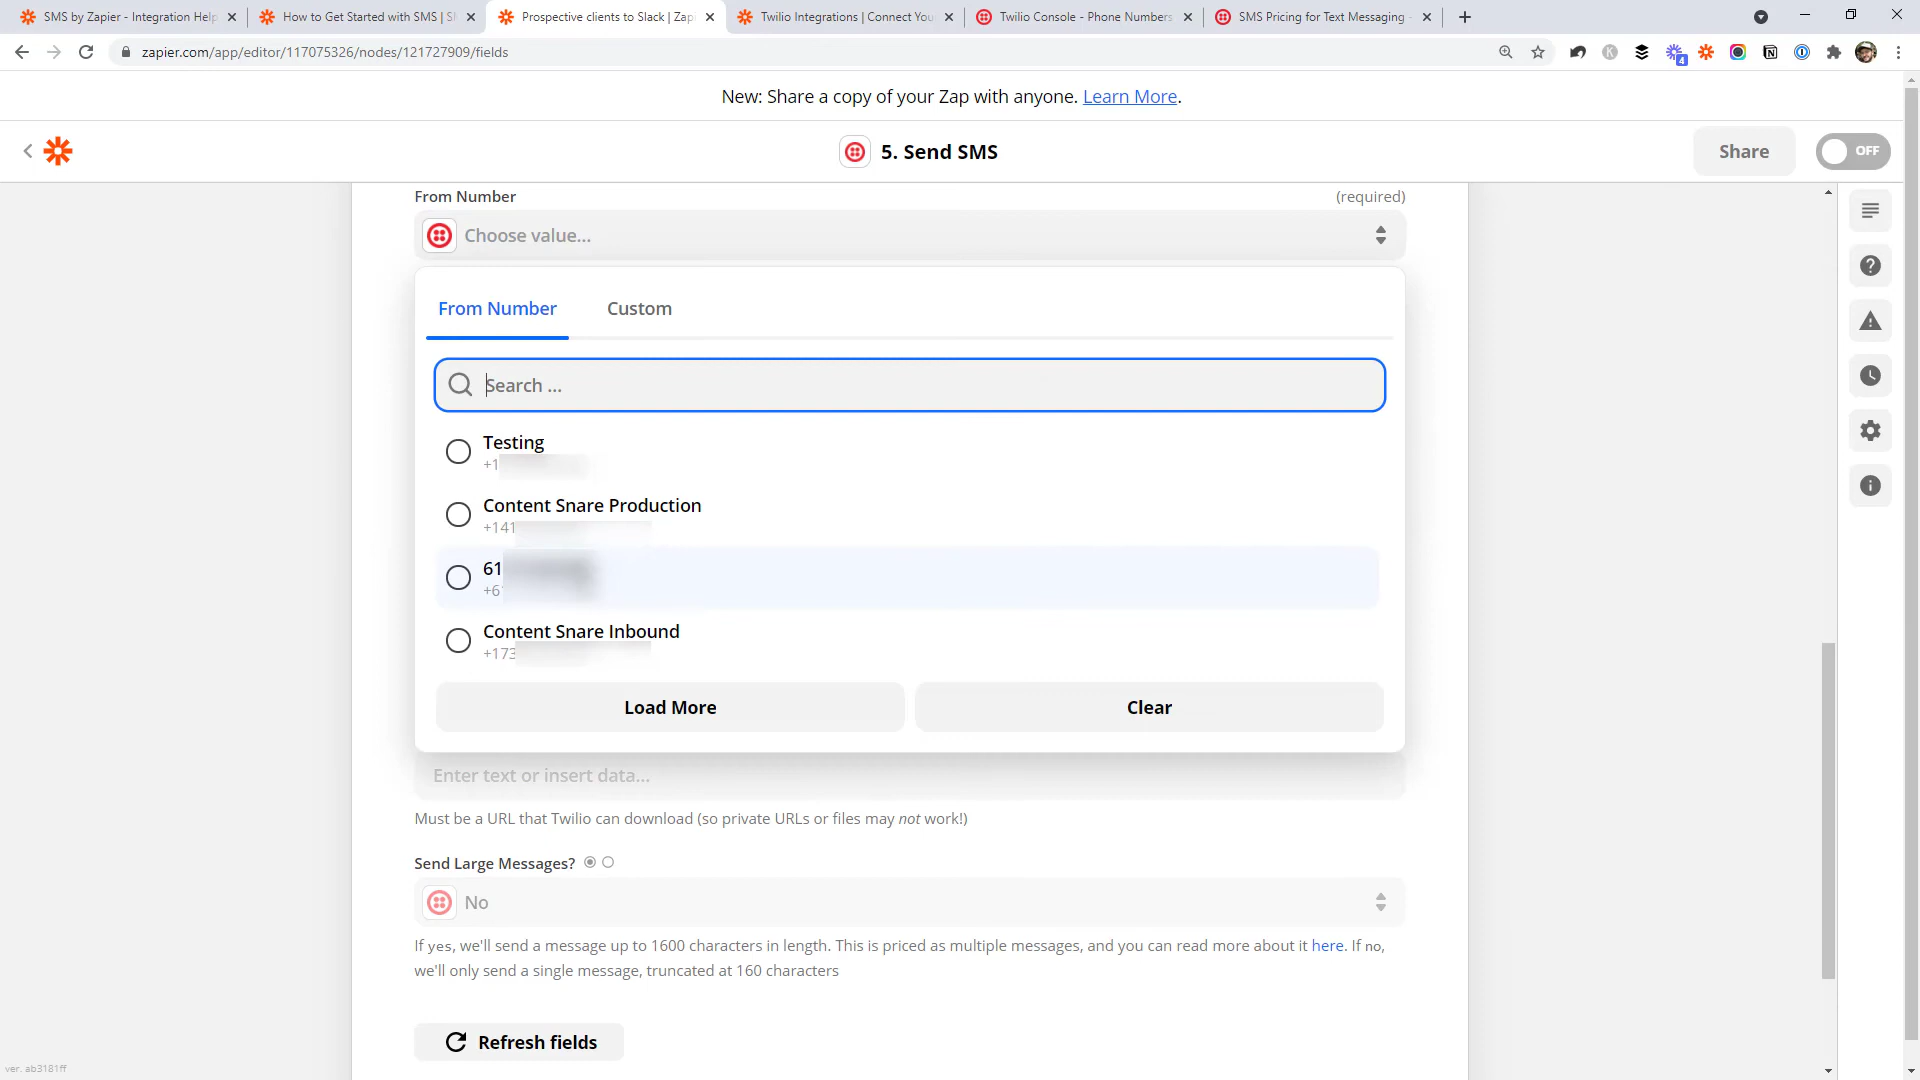 SMS by Zapier - Integration Help
How to Get Started with SMS | S
Prospective clients to Slack | Zapi
Twilio Integrations | Connect You
Twilio Console - Phone Numbers
SMS Pricing for Text Messaging -
zapier.com/app/editor/117075326/nodes/121727909/fields
4
New: Share a copy of your Zap with anyone. Learn More.
5. Send SMS
Share
OFF
From Number
(required)
Choose value...
From Number
Custom
Search ...
Testing
+1
Content Snare Production
+141
61
+6
Content Snare Inbound
+173
Load More
Clear
Enter text or insert data...
Must be a URL that Twilio can download (so private URLs or files may not work!)
Send Large Messages?
No
If yes, we'll send a message up to 1600 characters in length. This is priced as multiple messages, and you can read more about it here. If no,
we'll only send a single message, truncated at 160 characters
Refresh fields
ver. ab3181ff